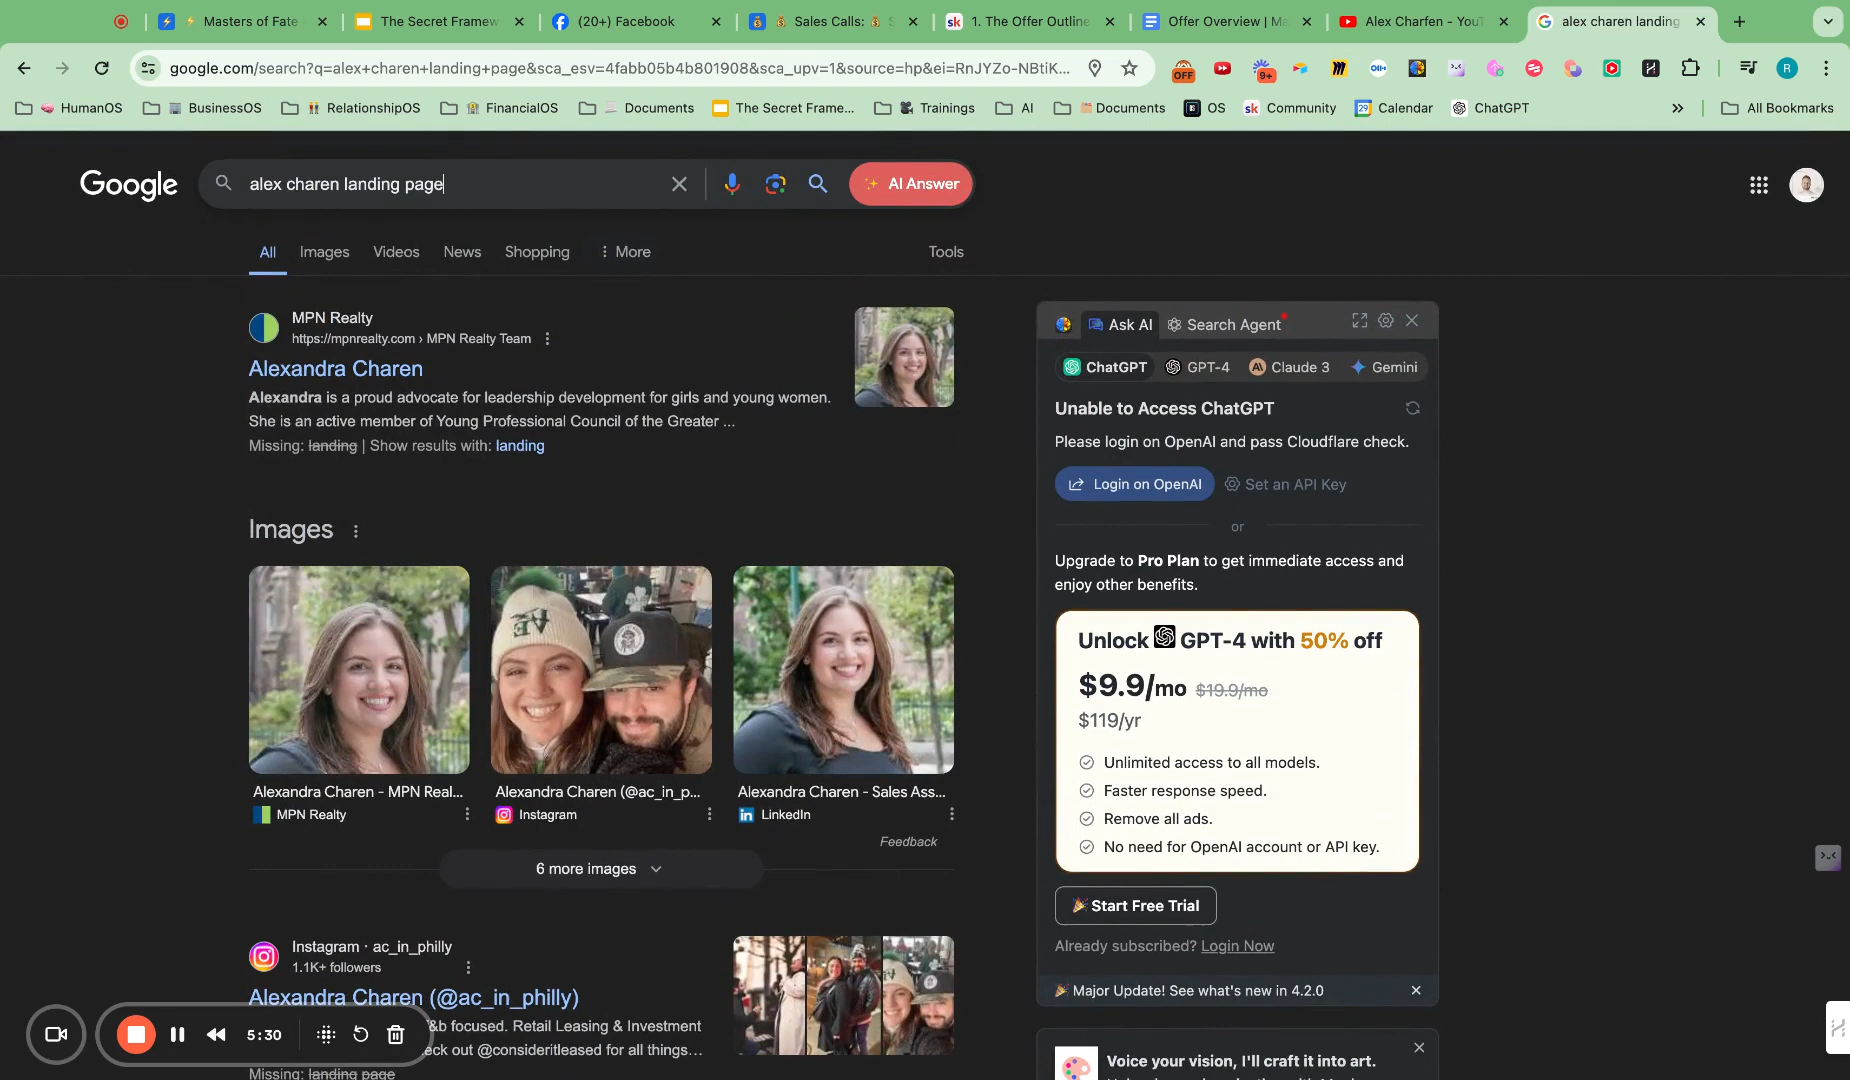 Masters of Fate
The Secret Framew
(20+) Facebook
Sales Calls:
1. The Offer Outline
Offer Overview | Ma
Alex Charfen - YouT
alex charen landing
google.com/search?q=alex+charen+landing+page&sca_esv=4fabb05b4b801908&sca_upv=1&source=hp&ei=RnJYZo-NBtiK...
OFF
9+
R
HumanOS
BusinessOS
RelationshipOS
FinancialOS
Documents
The Secret Frame...
Trainings
AI
Documents
OS
sk Community
Calendar
ChatGPT
All Bookmarks
Google
alex charen landing page
AI Answer
All
Images
Videos
News
Shopping
More
Tools
MPN Realty
https://mpnrealty.com › MPN Realty Team
Alexandra Charen
Alexandra is a proud advocate for leadership development for girls and young women.
She is an active member of Young Professional Council of the Greater ...
Missing: landing | Show results with: landing
Images
Alexandra Charen - MPN Real...
MPN Realty
Alexandra Charen (@ac_in_p...
Instagram
Alexandra Charen - Sales Ass...
LinkedIn
Feedback
6 more images
Instagram · ac_in_philly
1.1K+ followers
Alexandra Charen (@ac_in_philly)
f&b focused. Retail Leasing & Investment
eck out @consideritleased for all things...
Missing: landing page
5:30
Ask AI
Search Agent
ChatGPT
GPT-4
Claude 3
Gemini
Unable to Access ChatGPT
Please login on OpenAI and pass Cloudflare check.
Login on OpenAI
Set an API Key
or
Upgrade to Pro Plan to get immediate access and
enjoy other benefits.
Unlock GPT-4 with 50% off
$9.9/mo $19.9/mo
$119/yr
Unlimited access to all models.
Faster response speed.
Remove all ads.
No need for OpenAI account or API key.
Start Free Trial
Already subscribed? Login Now
Major Update! See what's new in 4.2.0
Voice your vision, I'll craft it into art.